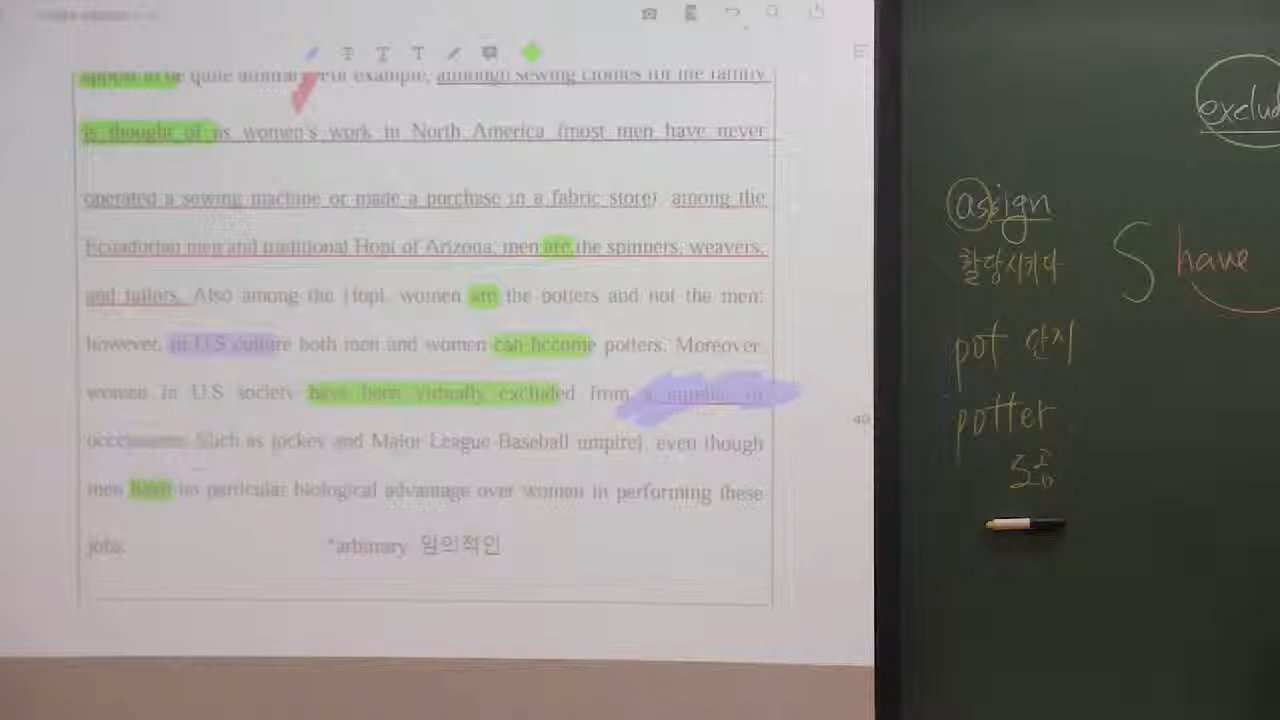 appear to be quite arbitrary. For example, although sewing clothes for the family
is thought of as women's work in North America (most men have never
operated a sewing machine or made a purchase in a fabric store), among the
Ecuadorian men and traditional Hopi of Arizona, men are the spinners, weavers,
and tailors. Also among the Hopi, women are the potters and not the men;
however, in U.S culture both men and women can become potters. Moreover,
women in U.S society have been virtually excluded from a number of
occupations (such as jockey and Major League Baseball umpire), even though
men have no particular biological advantage over women in performing these
jobs.
*arbitrary 임의적인
exclud
assign
할당시키다
S have
pot 단지
potter
40